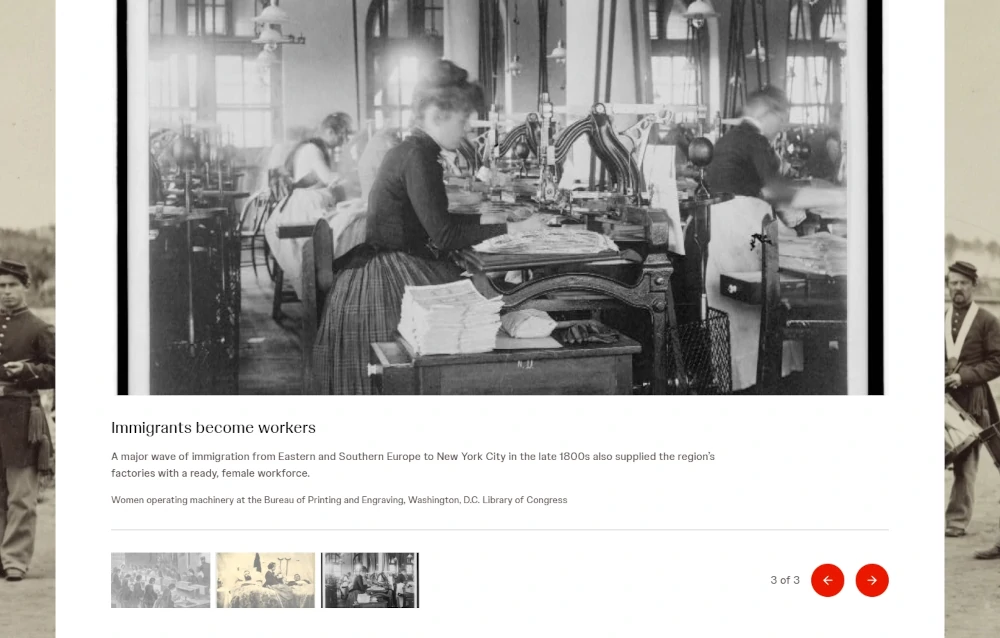 Immigrants become workers
A major wave of immigration from Eastern and Southern Europe to New York City in the late 1800s also supplied the region's
factories with a ready, female workforce.
Women operating machinery at the Bureau of Printing and Engraving, Washington, D.C. Library of Congress
3 of 3